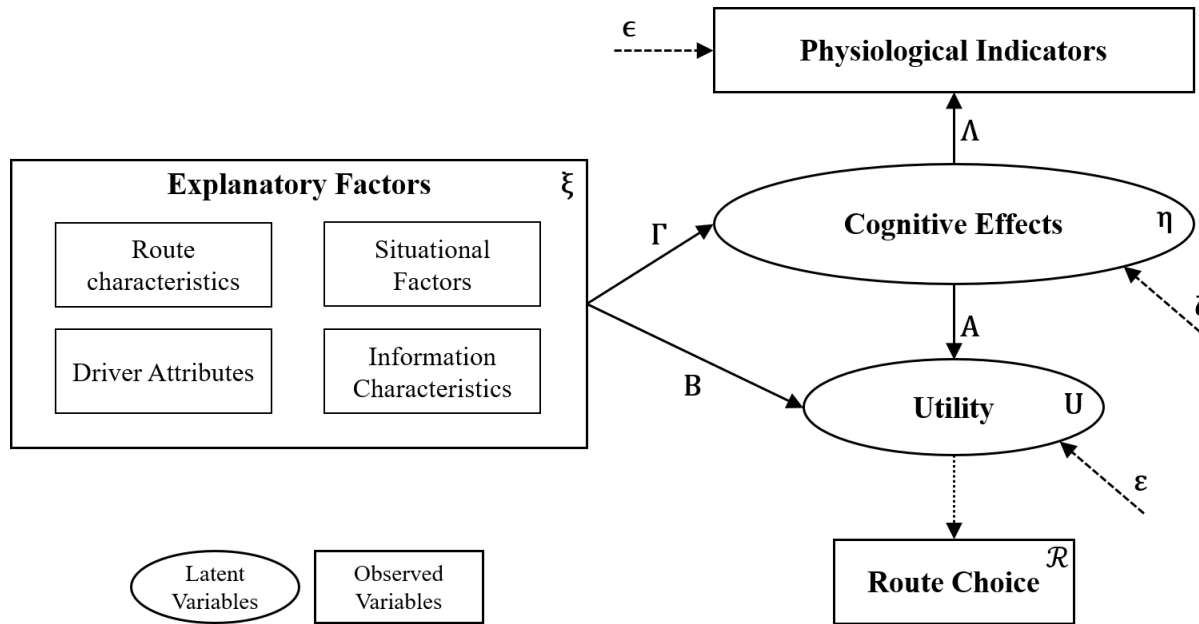 ϵ
Physiological Indicators
Λ
Explanatory Factors ξ
Route
characteristics
Situational
Factors
Driver Attributes
Information
Characteristics
Γ
Cognitive Effects η
B
A
Utility U
ε
Route Choice ℛ
Latent
Variables
Observed
Variables